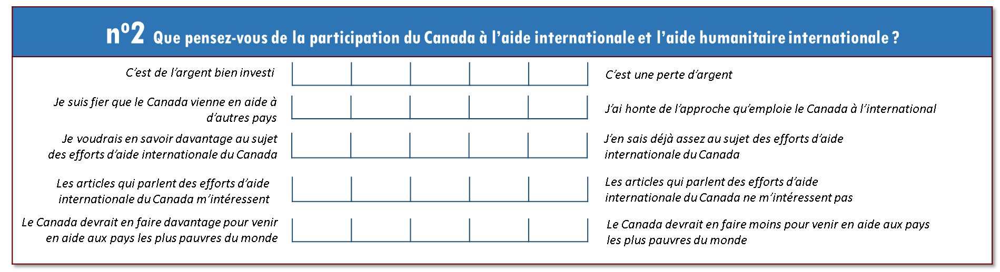 nº2 Que pensez-vous de la participation du Canada à l’aide internationale et l’aide humanitaire internationale ?
C’est de l’argent bien investi
C’est une perte d’argent
Je suis fier que le Canada vienne en aide à
d’autres pays
J’ai honte de l’approche qu’emploie le Canada à l’international
Je voudrais en savoir davantage au sujet
des efforts d’aide internationale du Canada
J’en sais déjà assez au sujet des efforts d’aide
internationale du Canada
Les articles qui parlent des efforts d’aide
internationale du Canada m’intéressent
Les articles qui parlent des efforts d’aide
internationale du Canada ne m’intéressent pas
Le Canada devrait en faire davantage pour venir
en aide aux pays les plus pauvres du monde
Le Canada devrait en faire moins pour venir en aide aux pays
les plus pauvres du monde